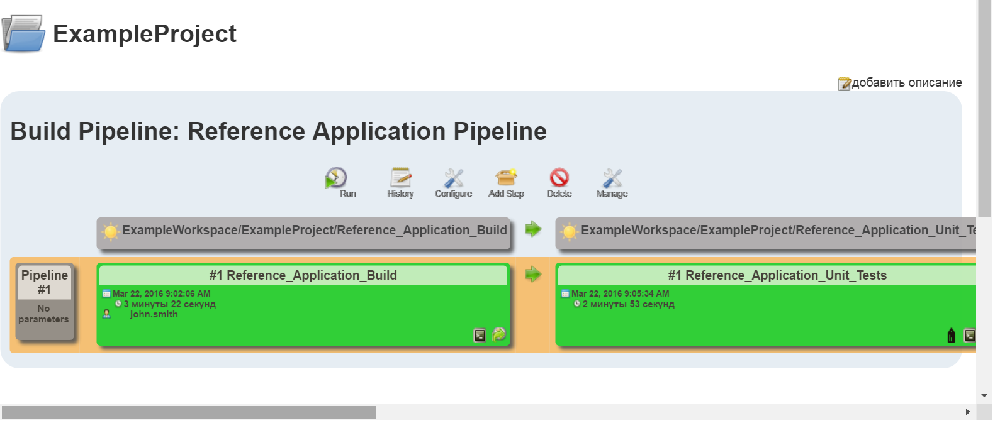 ExampleProject
добавить описание
Build Pipeline: Reference Application Pipeline
Run
History
Configure
Add Step
Delete
Manage
ExampleWorkspace/ExampleProject/Reference_Application_Build
ExampleWorkspace/ExampleProject/Reference_Application_Unit_Te
Pipeline
#1
No
parameters
#1 Reference_Application_Build
Mar 22, 2016 9:02:06 AM
3 минуты 22 секунд
john.smith
#1 Reference_Application_Unit_Tests
Mar 22, 2016 9:05:34 AM
2 минуты 53 секунд